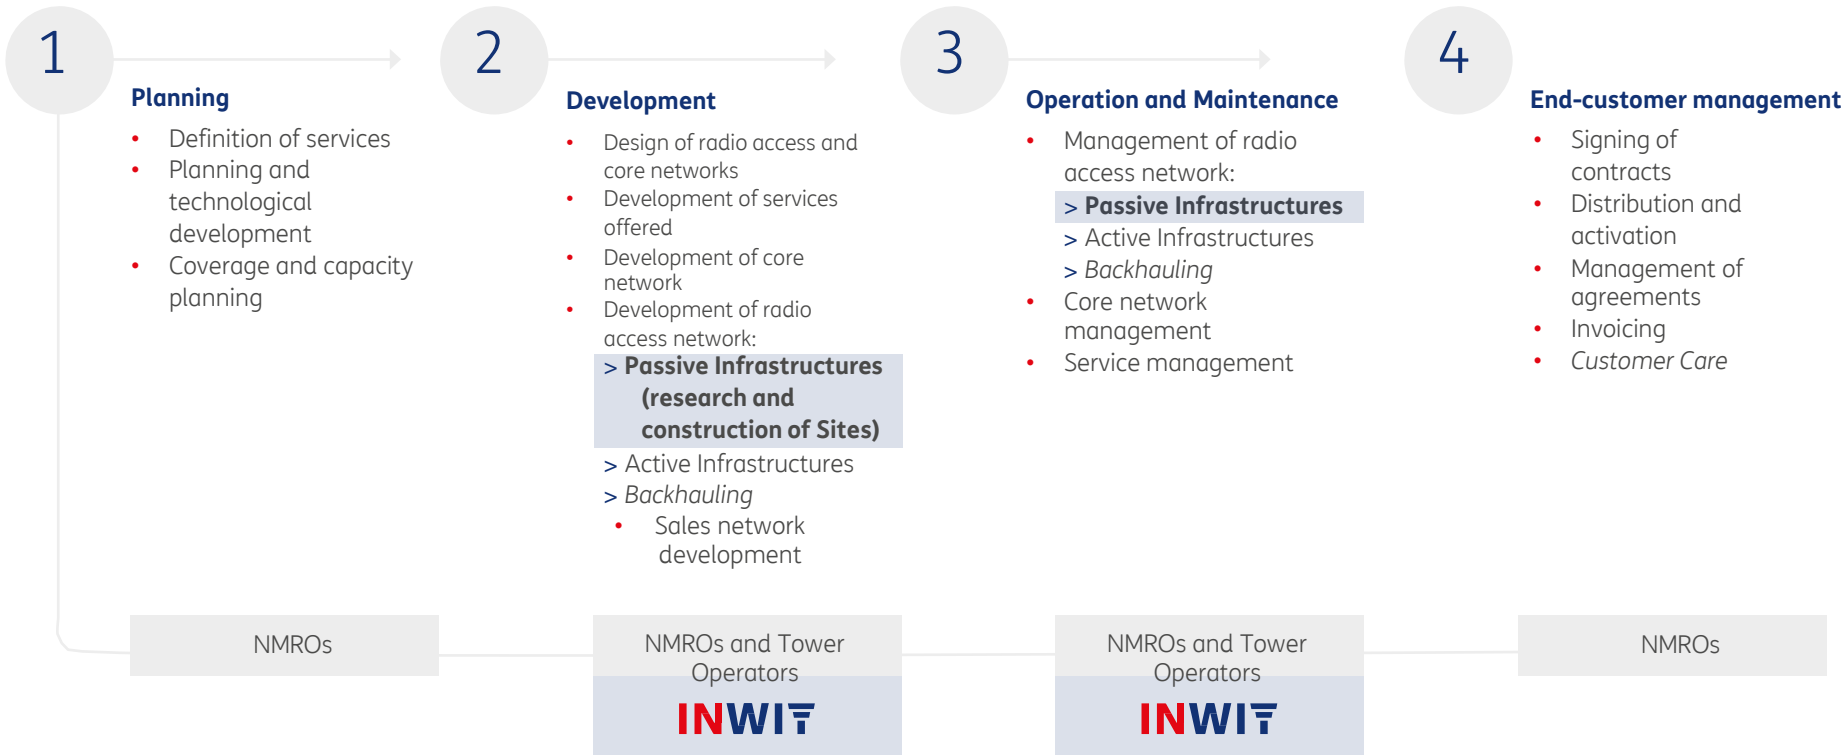 1
Planning
• Definition of services
• Planning and
technological
development
• Coverage and capacity
planning
2
Development
• Design of radio access and
core networks
• Development of services
offered
• Development of core
network
• Development of radio
access network:
> Passive Infrastructures
(research and
construction of Sites)
> Active Infrastructures
> Backhauling
• Sales network
development
3
Operation and Maintenance
• Management of radio
access network:
> Passive Infrastructures
> Active Infrastructures
> Backhauling
• Core network
management
• Service management
4
End-customer management
• Signing of
contracts
• Distribution and
activation
• Management of
agreements
• Invoicing
• Customer Care
NMROs
NMROs and Tower
Operators
INWIT
NMROs and Tower
Operators
INWIT
NMROs